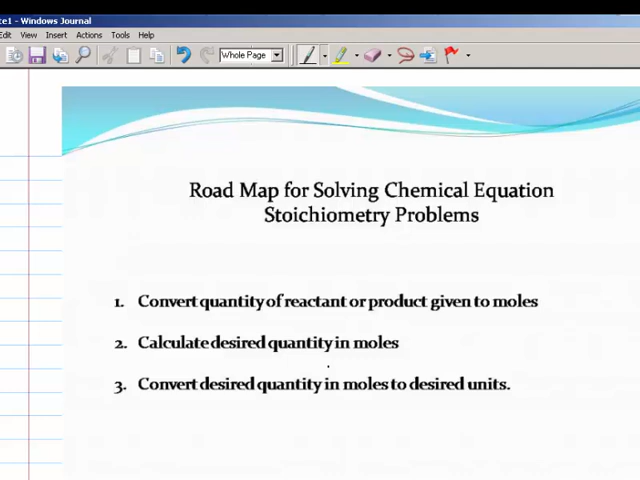 te1 - Windows Journal
Edit View Insert Actions Tools Help
Whole Page
Road Map for Solving Chemical Equation
Stoichiometry Problems
1. Convert quantity of reactant or product given to moles
2. Calculate desired quantity in moles
3. Convert desired quantity in moles to desired units.